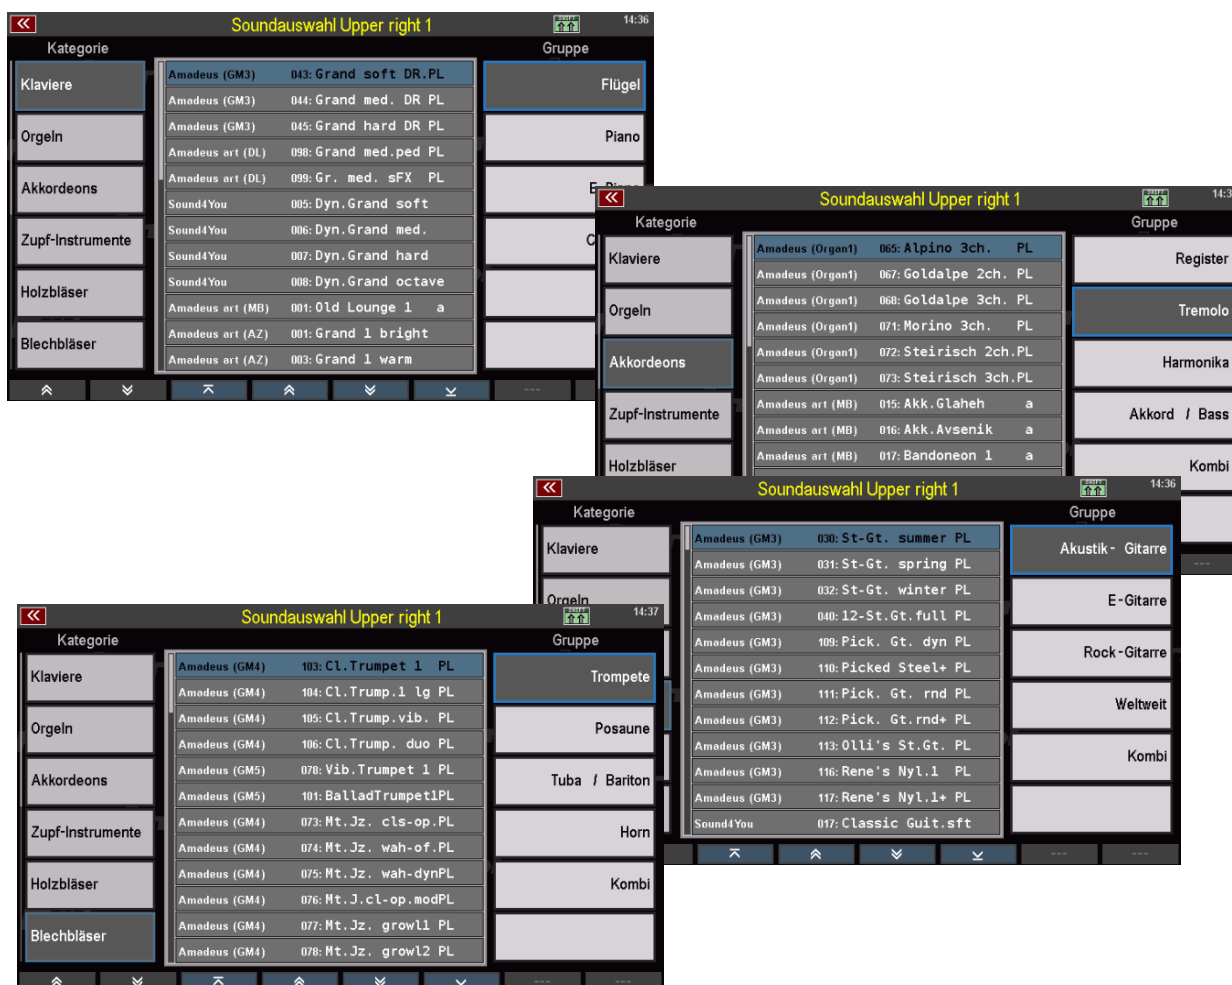 Soundauswahl Upper right 1
SHIFT
14:36
Kategorie
Gruppe
Klaviere
Orgeln
Akkordeons
Zupf-Instrumente
Holzbläser
Blechbläser
Amadeus (GM3) 043: Grand soft DR.PL
Amadeus (GM3) 044: Grand med. DR PL
Amadeus (GM3) 045: Grand hard DR PL
Amadeus art (DL) 098: Grand med.ped PL
Amadeus art (DL) 099: Gr. med. sFX PL
Sound4You 005: Dyn.Grand soft
Sound4You 006: Dyn.Grand med.
Sound4You 007: Dyn.Grand hard
Sound4You 008: Dyn.Grand octave
Amadeus art (MB) 001: Old Lounge 1 a
Amadeus art (AZ) 001: Grand 1 bright
Amadeus art (AZ) 003: Grand 1 warm
Flügel
Piano
---
Soundauswahl Upper right 1
SHIFT
Kategorie
Gruppe
Klaviere
Orgeln
Akkordeons
Zupf-Instrumente
Holzbläser
Amadeus (Organ1) 065: Alpino 3ch. PL
Amadeus (Organ1) 067: Goldalpe 2ch. PL
Amadeus (Organ1) 068: Goldalpe 3ch. PL
Amadeus (Organ1) 071: Morino 3ch. PL
Amadeus (Organ1) 072: Steirisch 2ch.PL
Amadeus (Organ1) 073: Steirisch 3ch.PL
Amadeus art (MB) 015: Akk.Glaheh a
Amadeus art (MB) 016: Akk.Avsenik a
Amadeus art (MB) 017: Bandoneon 1 a
Register
Tremolo
Harmonika
Akkord / Bass
Kombi
---
Soundauswahl Upper right 1
SHIFT
14:36
Kategorie
Gruppe
Klaviere
Orgeln
Amadeus (GM3) 030: St-Gt. summer PL
Amadeus (GM3) 031: St-Gt. spring PL
Amadeus (GM3) 032: St-Gt. winter PL
Amadeus (GM3) 040: 12-St.Gt.full PL
Amadeus (GM3) 109: Pick. Gt. dyn PL
Amadeus (GM3) 110: Picked Steel+ PL
Amadeus (GM3) 111: Pick. Gt. rnd PL
Amadeus (GM3) 112: Pick. Gt.rnd+ PL
Amadeus (GM3) 113: Olli's St.Gt. PL
Amadeus (GM3) 116: Rene's Nyl.1 PL
Amadeus (GM3) 117: Rene's Nyl.1+ PL
Sound4You 017: Classic Guit.sft
Akustik- Gitarre
E-Gitarre
Rock-Gitarre
Weltweit
Kombi
--- ---
Soundauswahl Upper right 1
SHIFT
14:37
Kategorie
Gruppe
Klaviere
Orgeln
Akkordeons
Zupf-Instrumente
Holzbläser
Blechbläser
Amadeus (GM4) 103: Cl.Trumpet 1 PL
Amadeus (GM4) 104: Cl.Trump.1 lg PL
Amadeus (GM4) 105: Cl.Trump.vib. PL
Amadeus (GM4) 106: Cl.Trump. duo PL
Amadeus (GM5) 078: Vib.Trumpet 1 PL
Amadeus (GM5) 101: BalladTrumpet1PL
Amadeus (GM4) 073: Mt.Jz. cls-op.PL
Amadeus (GM4) 074: Mt.Jz. wah-of.PL
Amadeus (GM4) 075: Mt.Jz. wah-dynPL
Amadeus (GM4) 076: Mt.J.cl-op.modPL
Amadeus (GM4) 077: Mt.Jz. growl1 PL
Amadeus (GM4) 078: Mt.Jz. growl2 PL
Trompete
Posaune
Tuba / Bariton
Horn
Kombi
--- ---